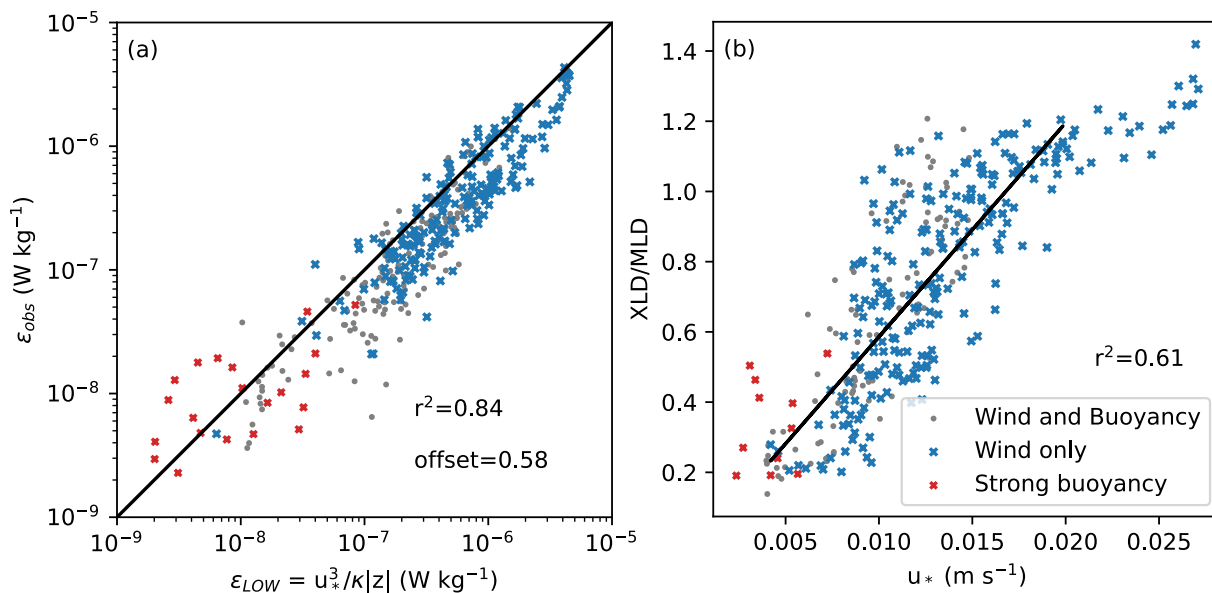 (a)
10⁻⁵
10⁻⁶
10⁻⁷
10⁻⁸
10⁻⁹
ε_obs (W kg⁻¹)
r²=0.84
offset=0.58
10⁻⁹ 10⁻⁸ 10⁻⁷ 10⁻⁶ 10⁻⁵
ε_LOW = u³_*/κ|z| (W kg⁻¹)
(b)
1.4
1.2
1.0
0.8
0.6
0.4
0.2
XLD/MLD
r²=0.61
Wind and Buoyancy
Wind only
Strong buoyancy
0.005 0.010 0.015 0.020 0.025
u_* (m s⁻¹)